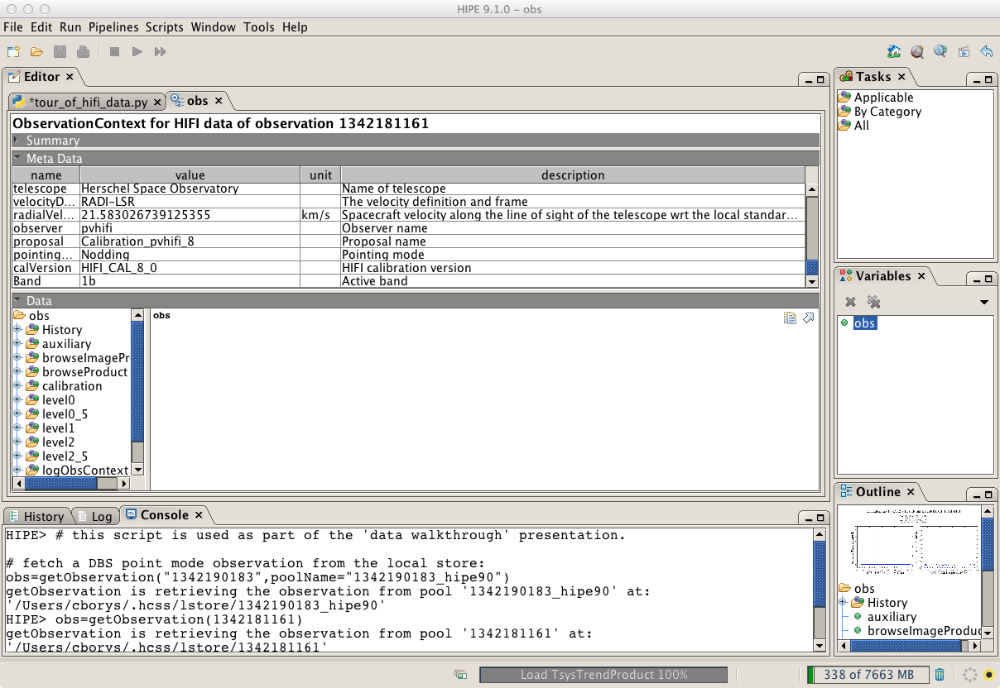 HIPE 9.1.0 – obs
File Edit Run Pipelines Scripts Window Tools Help
Editor
*tour_of_hifi_data.py obs
ObservationContext for HIFI data of observation 1342181161
Summary
Meta Data
name value unit description
telescope Herschel Space Observatory Name of telescope
velocityD... RADI-LSR The velocity definition and frame
radialVel... 21.583026739125355 km/s Spacecraft velocity along the line of sight of the telescope wrt the local standar...
observer pvhifi Observer name
proposal Calibration_pvhifi_8 Proposal name
pointing... Nodding Pointing mode
calVersion HIFI_CAL_8_0 HIFI calibration version
Band 1b Active band
Data
obs
History
auxiliary
browseImagePr
browseProduct
calibration
level0
level0_5
level1
level2
level2_5
logObsContext
obs
History Log Console
HIPE> # this script is used as part of the 'data walkthrough' presentation.
# fetch a DBS point mode observation from the local store:
obs=getObservation("1342190183",poolName="1342190183_hipe90")
getObservation is retrieving the observation from pool '1342190183_hipe90' at:
'/Users/cborys/.hcss/lstore/1342190183_hipe90'
HIPE> obs=getObservation(1342181161)
getObservation is retrieving the observation from pool '1342181161' at:
'/Users/cborys/.hcss/lstore/1342181161'
Tasks
Applicable
By Category
All
Variables
obs
Outline
obs
History
auxiliary
browseImageProduc
Load TsysTrendProduct 100%
338 of 7663 MB